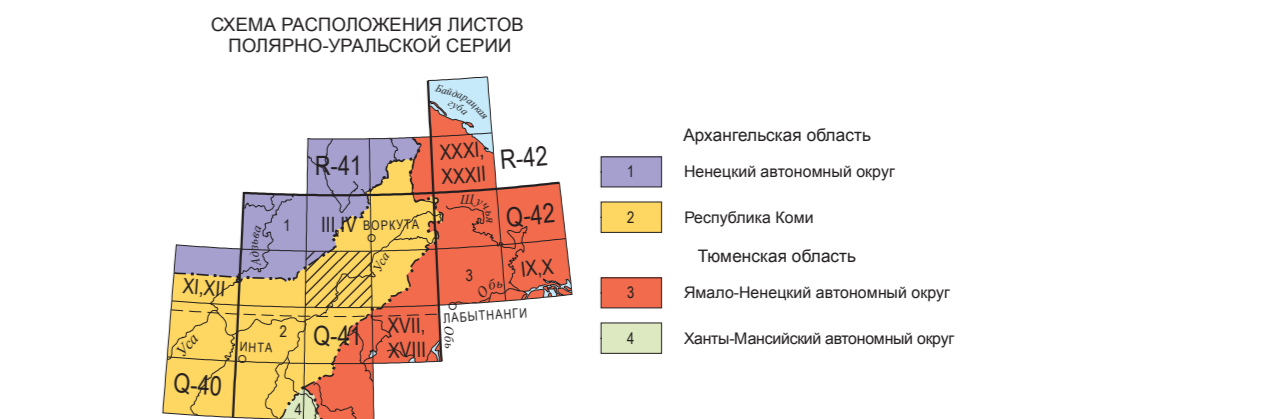 СХЕМА РАСПОЛОЖЕНИЯ ЛИСТОВ
ПОЛЯРНО-УРАЛЬСКОЙ СЕРИИ
Байдарацкая
губа
R-41
XXXI,
XXXII
R-42
Адзьва
1
III,IV
ВОРКУТА
Щучья
Q-42
Уса
3
IX,X
Обь
XI,XII
ЛАБЫТНАНГИ
Обь
Уса
ИНТА
2
Q-41
XVII,
XVIII
Q-40
4
Архангельская область
1 Ненецкий автономный округ
2 Республика Коми
Тюменская область
3 Ямало-Ненецкий автономный округ
4 Ханты-Мансийский автономный округ